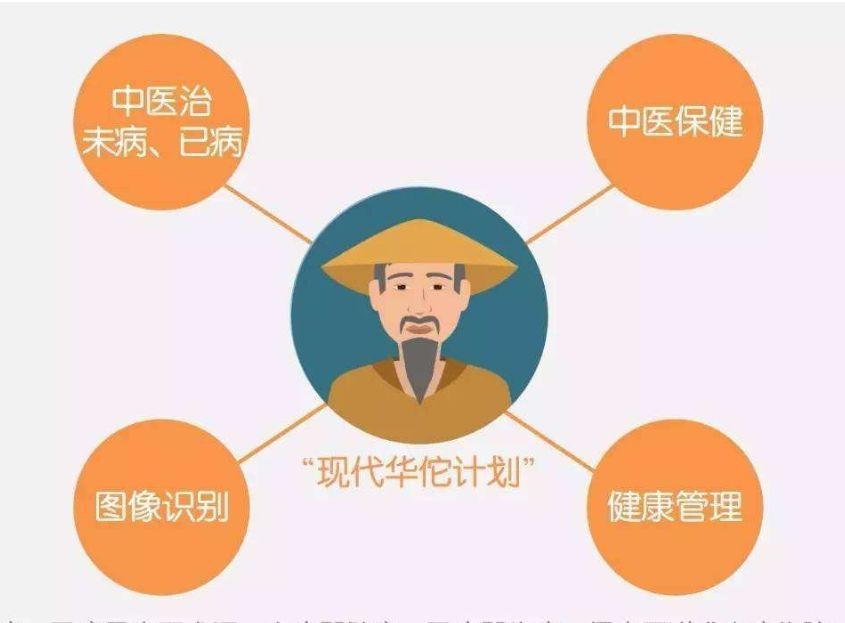 中医治
未病、已病
中医保健
“现代华佗计划”
图像识别
健康管理